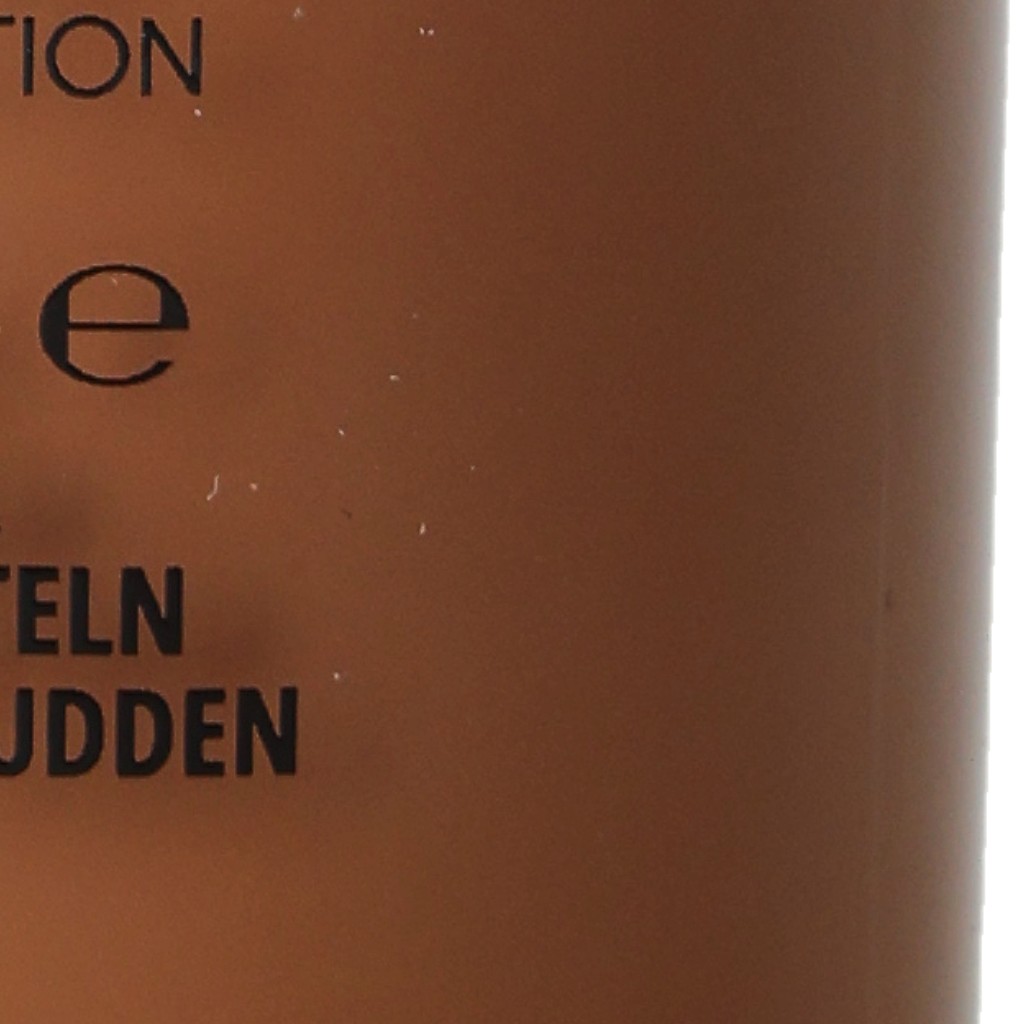 TION
℮
TELN
UDDEN